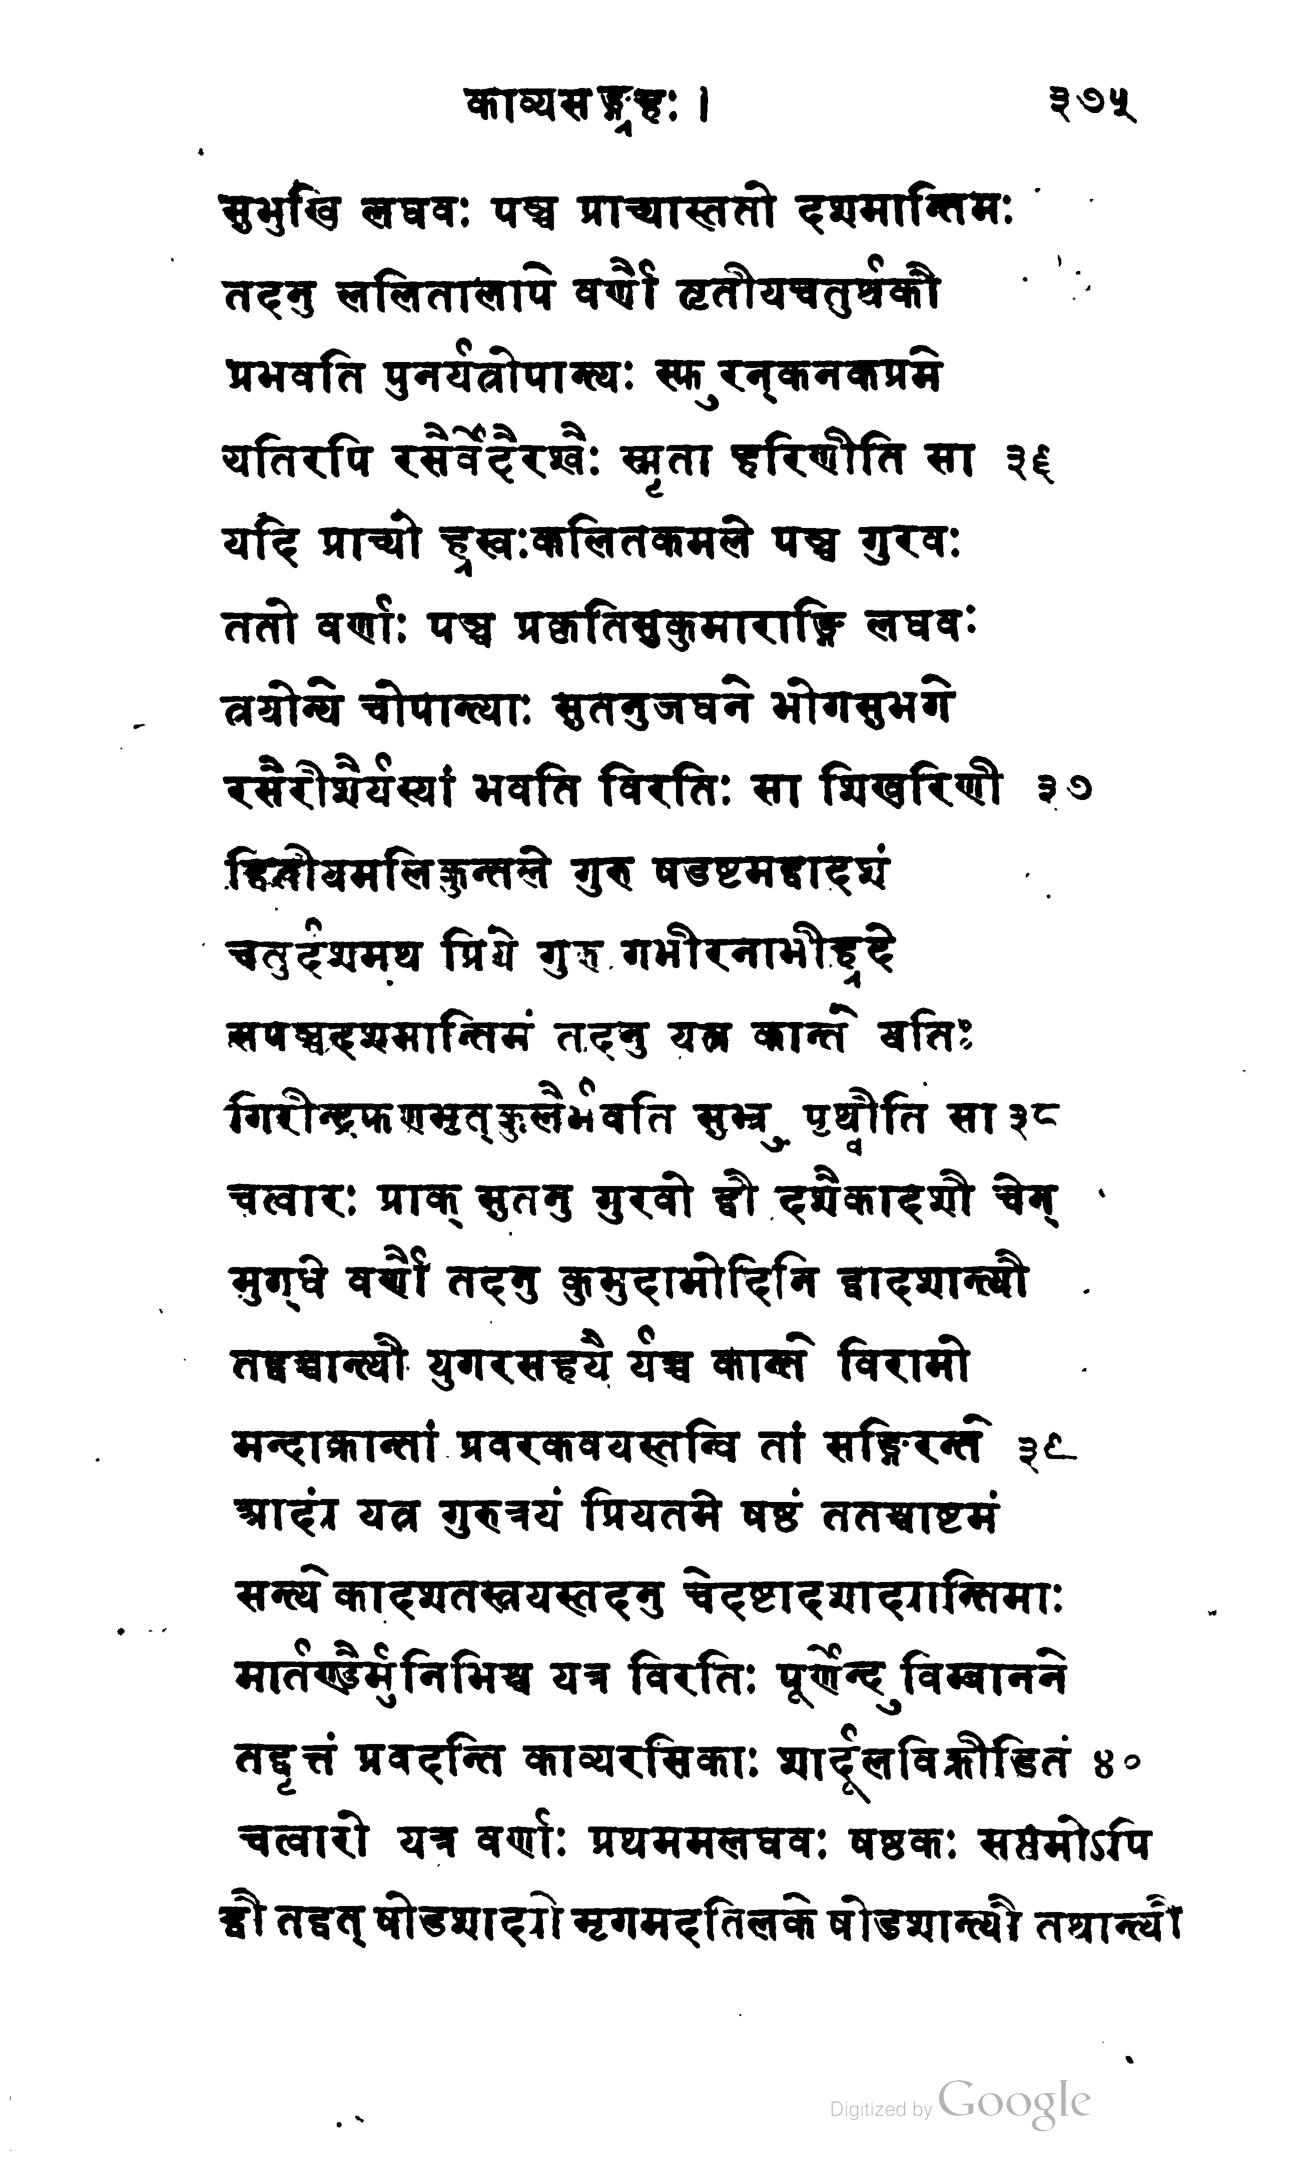 काव्यसङ्ग्रहः । ३७५
सुभुखि लघवः पञ्च प्राच्यास्ततो दशमान्तिमः
तदनु ललितालापे वर्णौ तृतीयचतुर्थकौ
प्रभवति पुनर्यत्रोपान्त्यः स्फुरन्कनकप्रभे
यतिरपि रसैर्वेदैरश्वैः स्मृता हरिणीति सा ३६
यदि प्राच्यो ह्रस्वःकलितकमले पञ्च गुरवः
ततो वर्णाः पञ्च प्रकृतिसुकुमाराङ्गि लघवः
त्रयोन्ये चोपान्त्याः सुतनुजघने भोगसुभगे
रसैरीशैर्यस्यां भवति विरतिः सा शिखरिणी ३७
द्वितीयमलिकुन्तले गुरु षडष्टमद्वादशं
चतुर्दशमथ प्रिये गुरु गभीरनाभीह्रदे
सपञ्चदशमान्तिमं तदनु यत्र कान्ते यतिः
गिरीन्द्रफणभृत्कुलैर्भवति सुभ्रु पृथ्वीति सा ३८
चत्वारः प्राक् सुतनु गुरवो द्वौ दशैकादशौ चेन्
मुग्धे वर्णौ तदनु कुमुदामोदिनि द्वादशान्त्यौ
तद्वच्चान्त्यौ युगरसहयै र्यच्च कान्ते विरामो
मन्दाक्रान्तां प्रवरकवयस्तन्वि तां सङ्गिरन्ते ३९
आद्यं यत्र गुरुत्रयं प्रियतमे षष्ठं ततश्चाष्टमं
सन्त्ये कादशतस्त्रयस्तदनु चेदष्टादशाद्यान्तिमाः
मार्तण्डैर्मुनिभिश्च यत्र विरतिः पूर्णेन्दुविम्बानने
तद्वृत्तं प्रवदन्ति काव्यरसिकाः शार्दूलविक्रीडितं ४०
चत्वारो यत्र वर्णाः प्रथममलघवः षष्ठकः सप्तमोऽपि
द्वौ तद्वत् षोडशाद्यो मृगमदतिलके षोडशान्त्यौ तथान्त्यौ
Digitized by Google